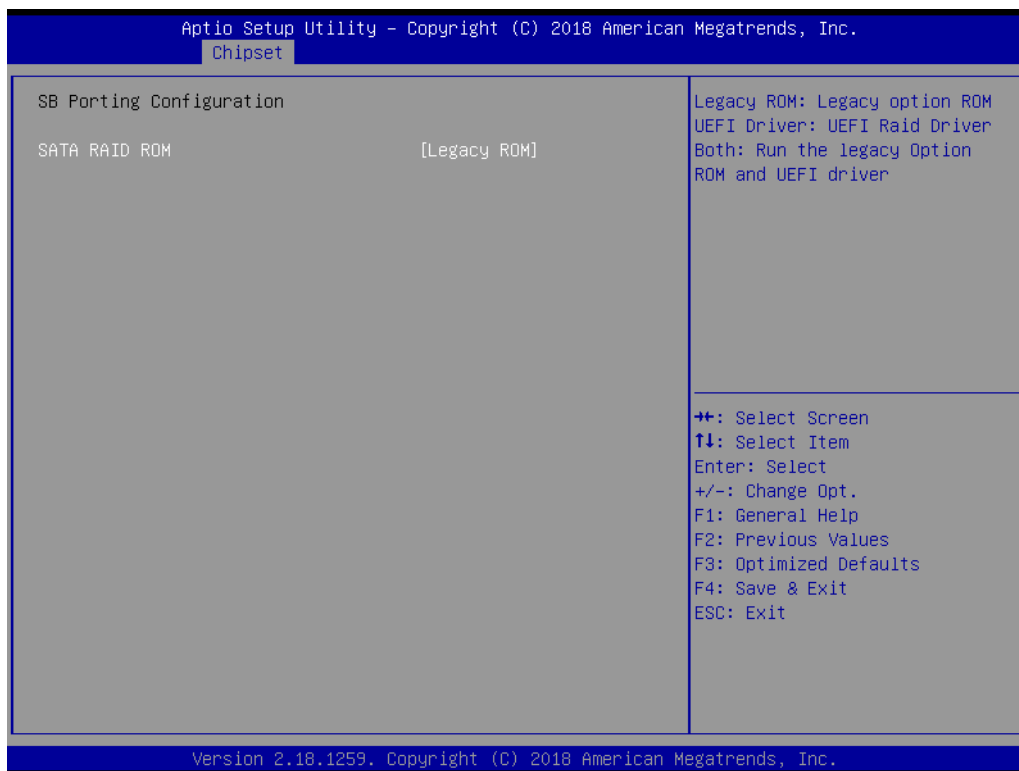 Aptio Setup Utility – Copyright (C) 2018 American Megatrends, Inc.
Chipset
SB Porting Configuration
SATA RAID ROM [Legacy ROM]
Legacy ROM: Legacy option ROM
UEFI Driver: UEFI Raid Driver
Both: Run the legacy Option
ROM and UEFI driver
→←: Select Screen
↑↓: Select Item
Enter: Select
+/-: Change Opt.
F1: General Help
F2: Previous Values
F3: Optimized Defaults
F4: Save & Exit
ESC: Exit
Version 2.18.1259. Copyright (C) 2018 American Megatrends, Inc.